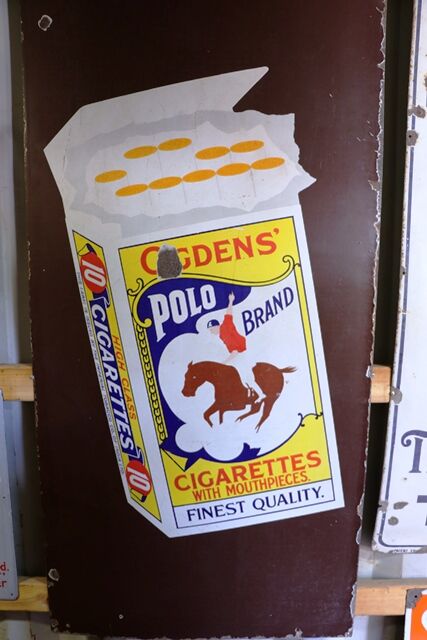 OGDENS'
POLO
BRAND
CIGARETTES
WITH MOUTHPIECES.
FINEST QUALITY.
10
CIGARETTES
HIGH CLASS
10